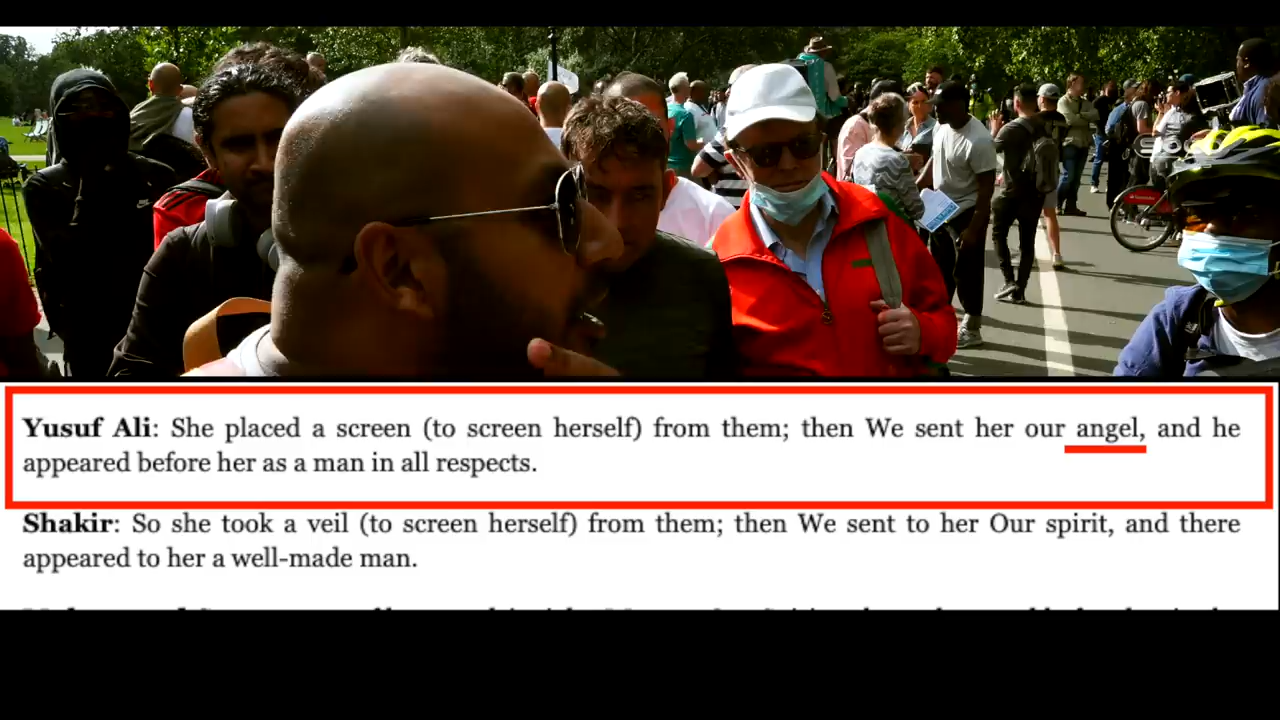 SOCO
Yusuf Ali: She placed a screen (to screen herself) from them; then We sent her our angel, and he
appeared before her as a man in all respects.
Shakir: So she took a veil (to screen herself) from them; then We sent to her Our spirit, and there
appeared to her a well-made man.